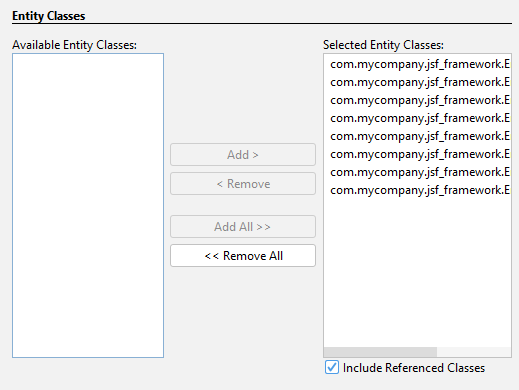 Entity Classes
Available Entity Classes:
Selected Entity Classes:
com.mycompany.jsf_framework.E
com.mycompany.jsf_framework.E
com.mycompany.jsf_framework.E
com.mycompany.jsf_framework.E
com.mycompany.jsf_framework.E
com.mycompany.jsf_framework.E
com.mycompany.jsf_framework.E
com.mycompany.jsf_framework.E
Add >
< Remove
Add All >>
<< Remove All
Include Referenced Classes